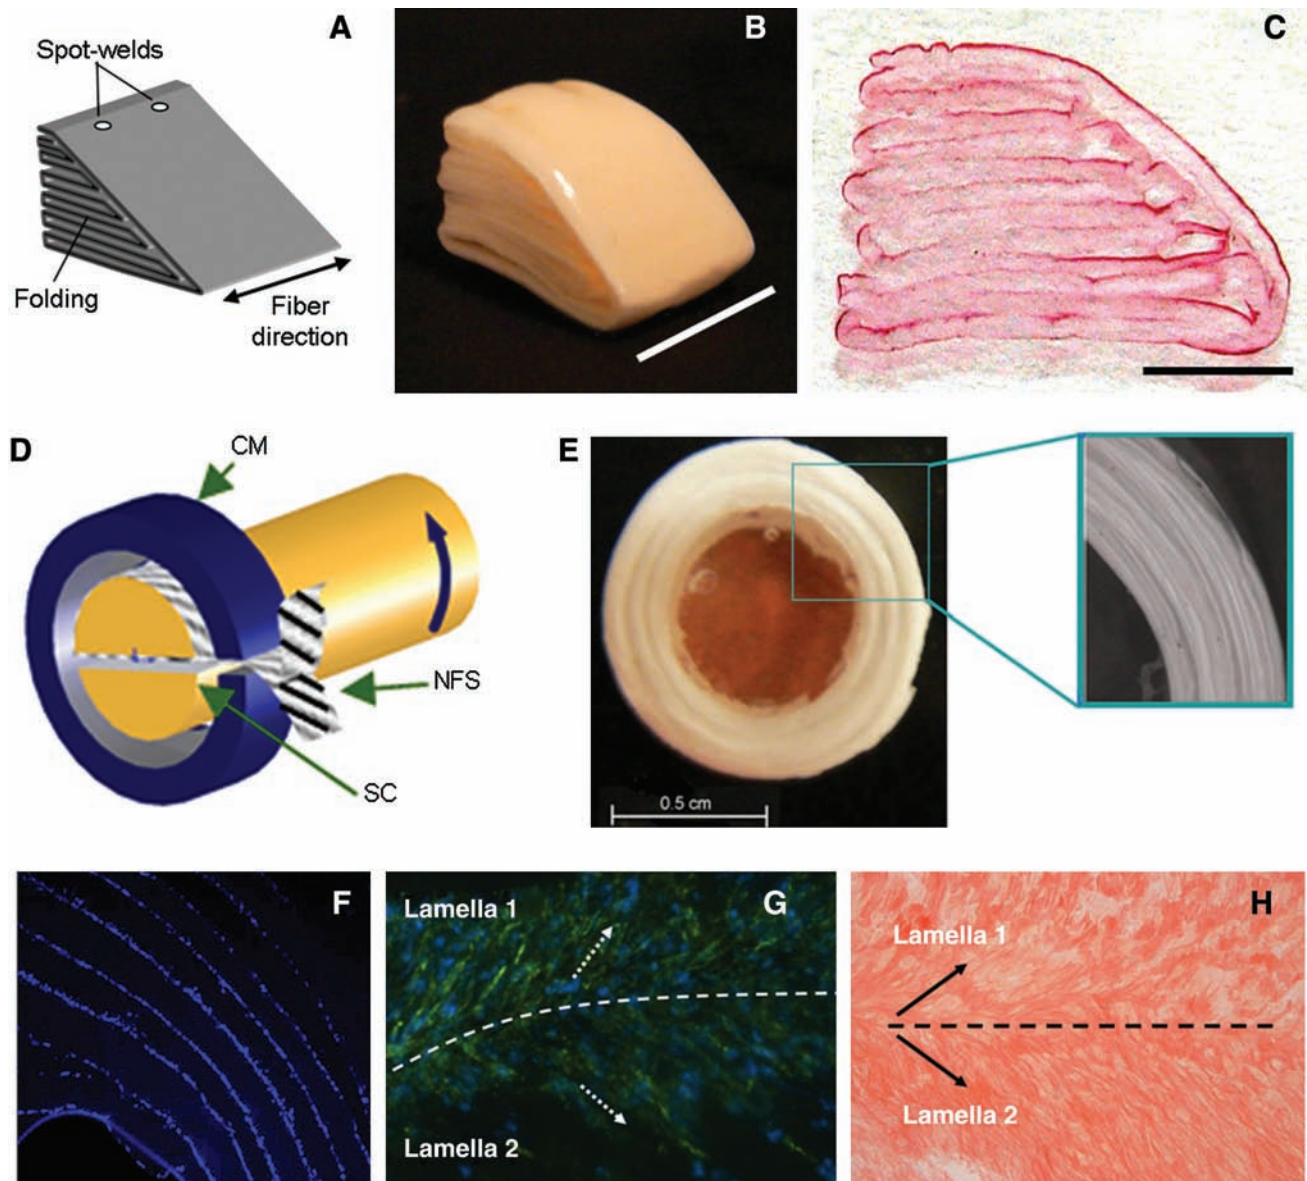 A
Spot-welds
Folding
Fiber
direction
B
C
D
CM
NFS
SC
E
0.5 cm
F
Lamella 1
G
Lamella 2
H
Lamella 1
Lamella 2